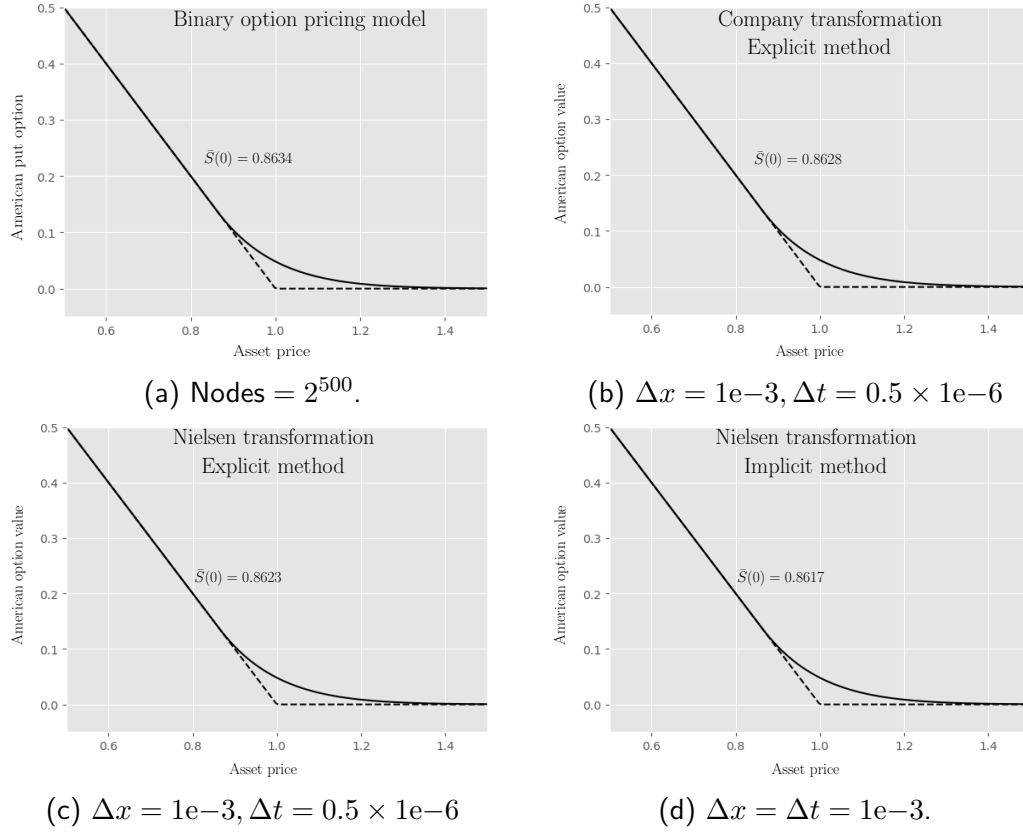 Binary option pricing model
0.5
0.4
0.3
0.2
0.1
0.0
American put option
S̄(0) = 0.8634
0.6 0.8 1.0 1.2 1.4
Asset price
(a) Nodes = 2^500.
Company transformation
Explicit method
0.5
0.4
0.3
0.2
0.1
0.0
American option value
S̄(0) = 0.8628
0.6 0.8 1.0 1.2 1.4
Asset price
(b) Δx = 1e−3, Δt = 0.5 × 1e−6
Nielsen transformation
Explicit method
0.5
0.4
0.3
0.2
0.1
0.0
American option value
S̄(0) = 0.8623
0.6 0.8 1.0 1.2 1.4
Asset price
(c) Δx = 1e−3, Δt = 0.5 × 1e−6
Nielsen transformation
Implicit method
0.5
0.4
0.3
0.2
0.1
0.0
American option value
S̄(0) = 0.8617
0.6 0.8 1.0 1.2 1.4
Asset price
(d) Δx = Δt = 1e−3.